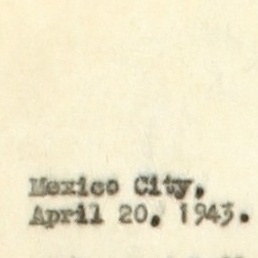 Mexico City,
April 20, 1943.